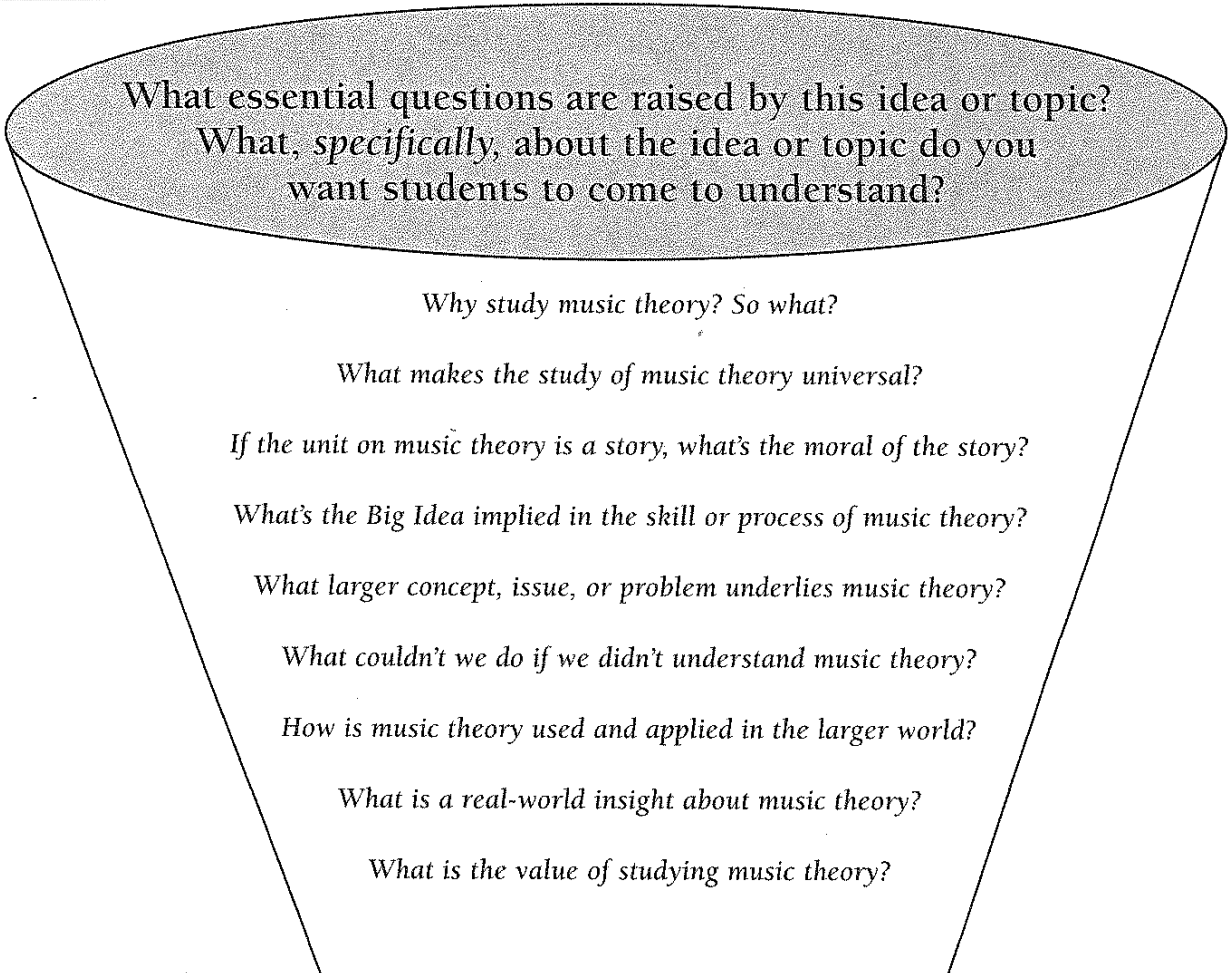 What essential questions are raised by this idea or topic?
What, specifically, about the idea or topic do you
want students to come to understand?
Why study music theory? So what?
What makes the study of music theory universal?
If the unit on music theory is a story, what's the moral of the story?
What's the Big Idea implied in the skill or process of music theory?
What larger concept, issue, or problem underlies music theory?
What couldn't we do if we didn't understand music theory?
How is music theory used and applied in the larger world?
What is a real-world insight about music theory?
What is the value of studying music theory?